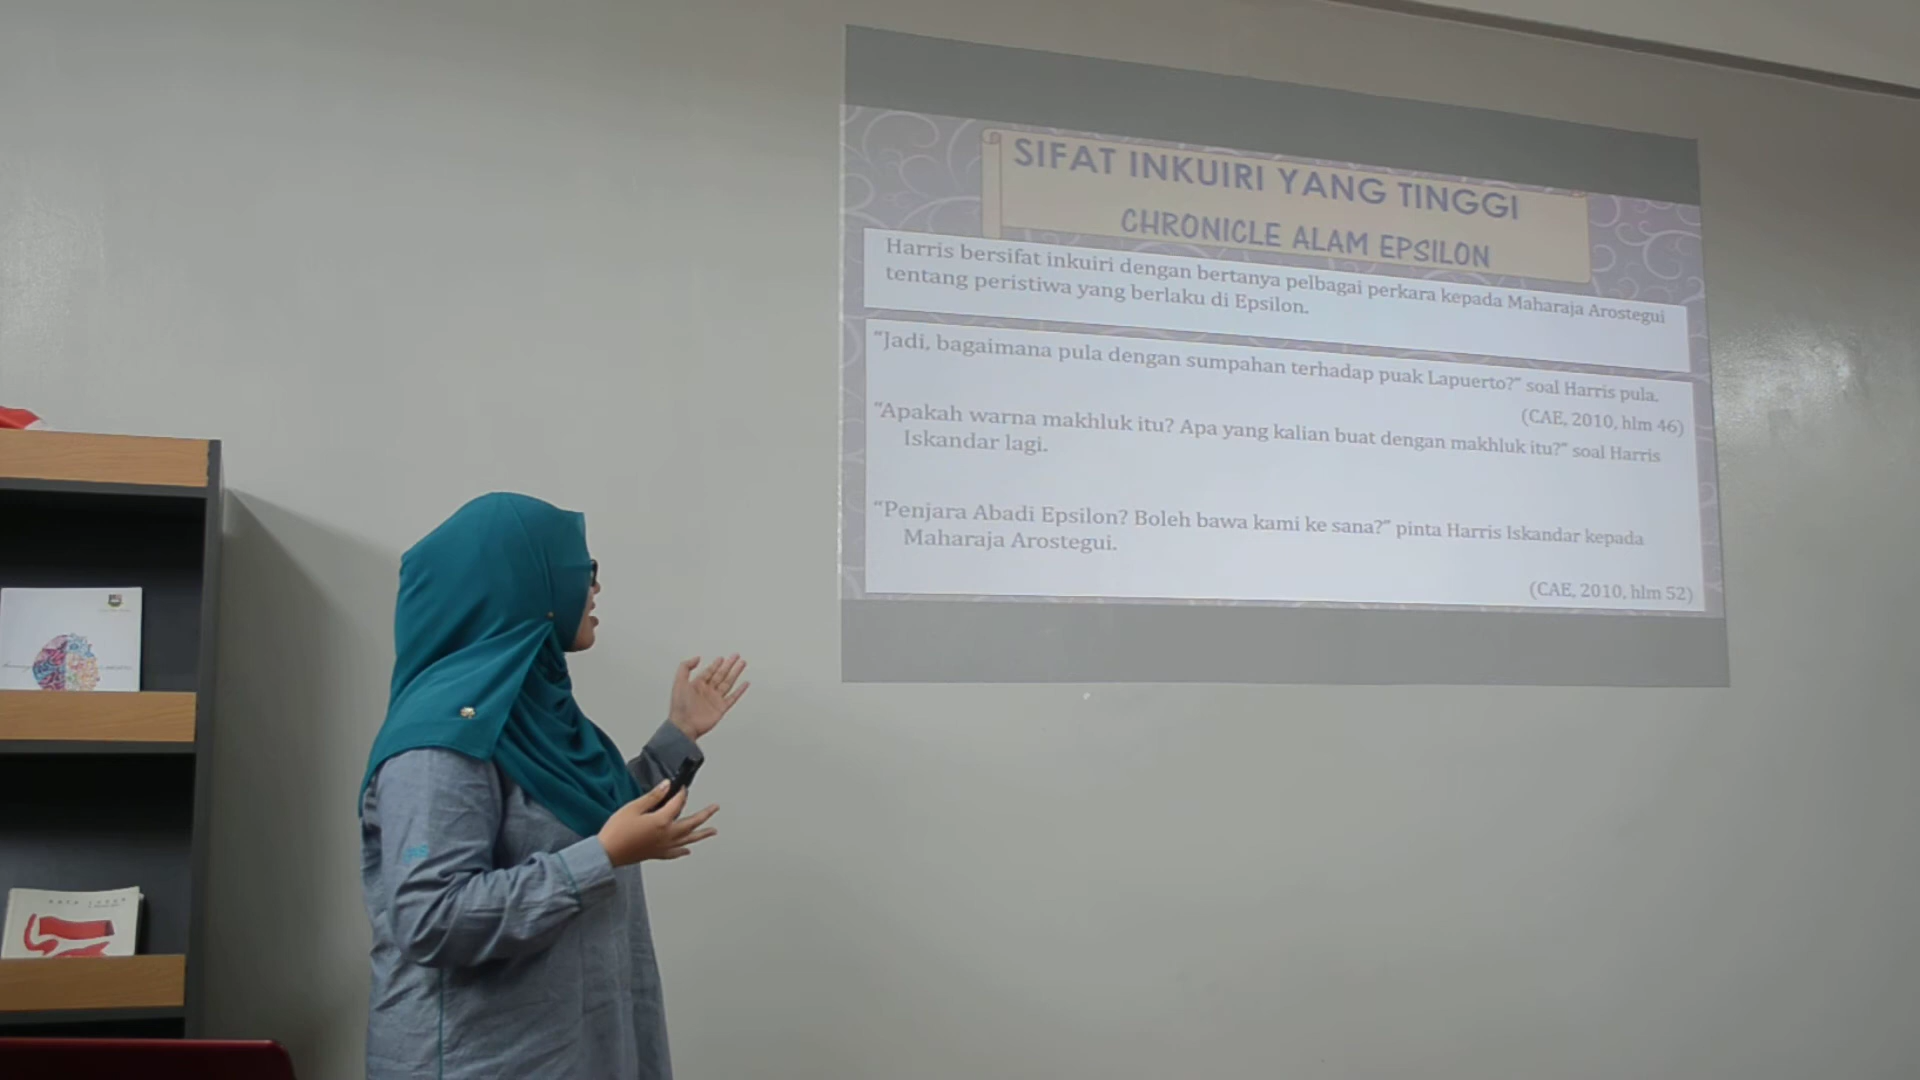 SIFAT INKUIRI YANG TINGGI
CHRONICLE ALAM EPSILON
Harris bersifat inkuiri dengan bertanya pelbagai perkara kepada Maharaja Arostegui
tentang peristiwa yang berlaku di Epsilon.
“Jadi, bagaimana pula dengan sumpahan terhadap puak Lapuerto?” soal Harris pula.
(CAE, 2010, hlm 46)
“Apakah warna makhluk itu? Apa yang kalian buat dengan makhluk itu?” soal Harris
Iskandar lagi.
“Penjara Abadi Epsilon? Boleh bawa kami ke sana?” pinta Harris Iskandar kepada
Maharaja Arostegui.
(CAE, 2010, hlm 52)